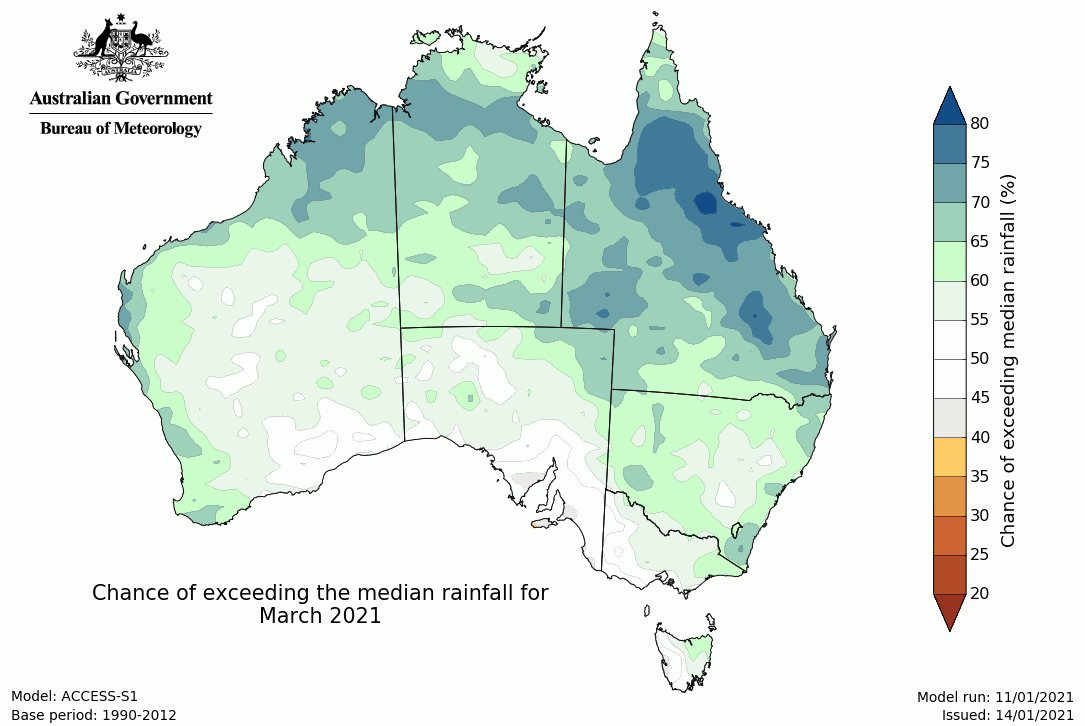 AUSTRALIA
Australian Government
Bureau of Meteorology
80
75
70
65
60
55
50
45
40
35
30
25
20
Chance of exceeding median rainfall (%)
Chance of exceeding the median rainfall for
March 2021
Model: ACCESS-S1
Base period: 1990-2012
Model run: 11/01/2021
Issued: 14/01/2021